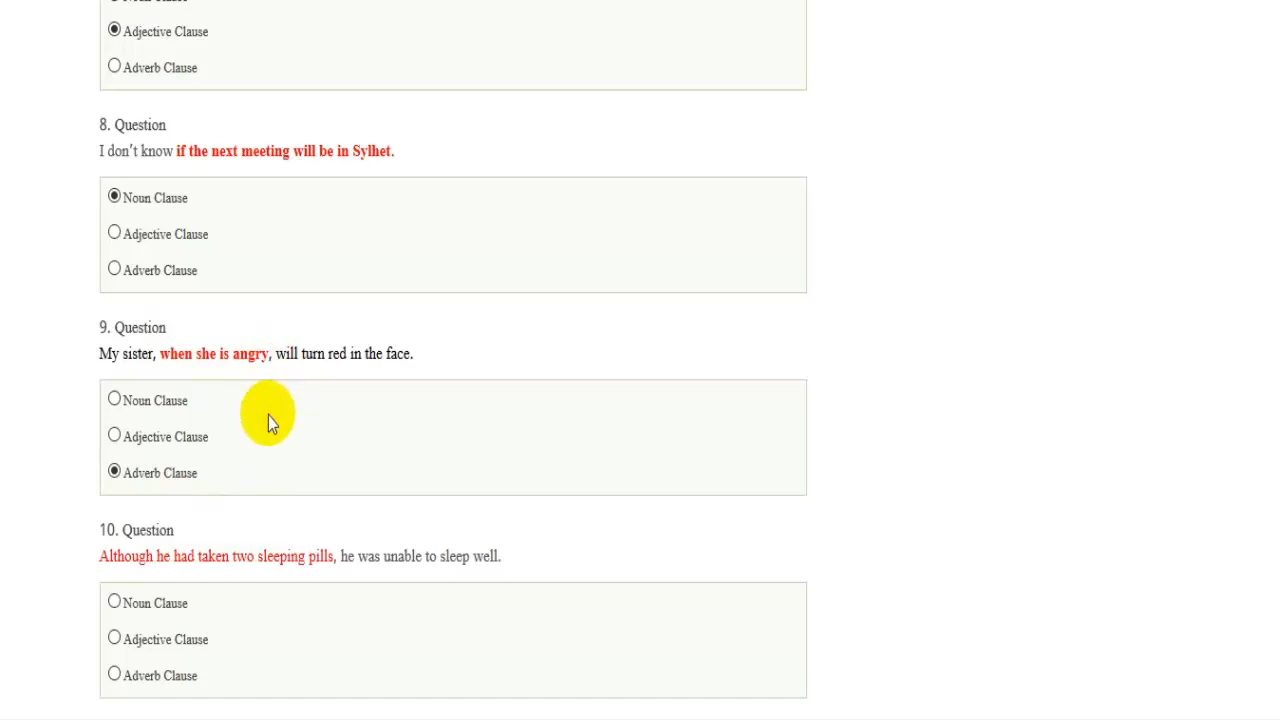 Adjective Clause
Adverb Clause
8. Question
I don't know if the next meeting will be in Sylhet.
Noun Clause
Adjective Clause
Adverb Clause
9. Question
My sister, when she is angry, will turn red in the face.
Noun Clause
Adjective Clause
Adverb Clause
10. Question
Although he had taken two sleeping pills, he was unable to sleep well.
Noun Clause
Adjective Clause
Adverb Clause